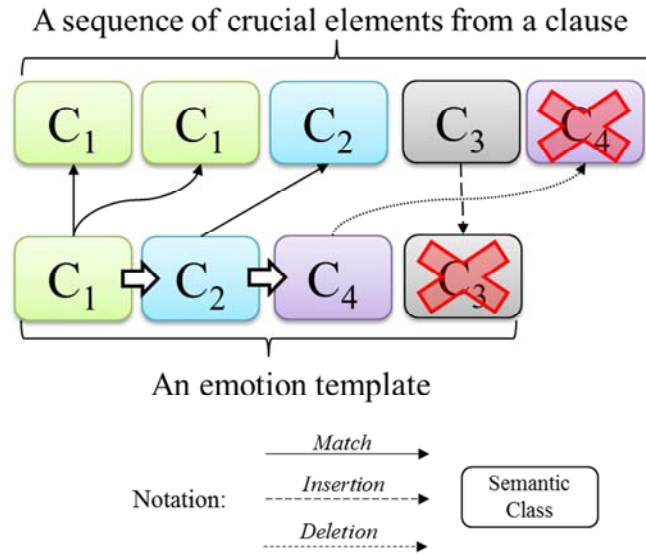 A sequence of crucial elements from a clause
C₁ C₁ C₂ C₃ C₄
C₁ C₂ C₄ C₃
An emotion template
Match
Notation: Insertion Semantic Class
Deletion